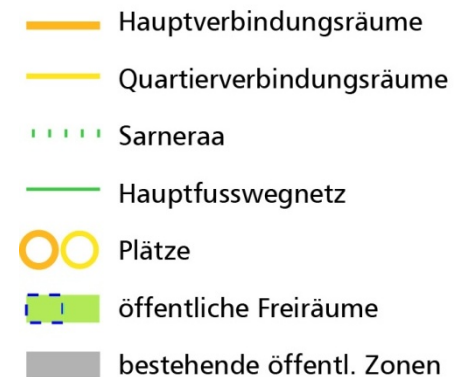 Hauptverbindungsräume
Quartierverbindungsräume
Sarneraa
Hauptfusswegnetz
Plätze
öffentliche Freiräume
bestehende öffentl. Zonen